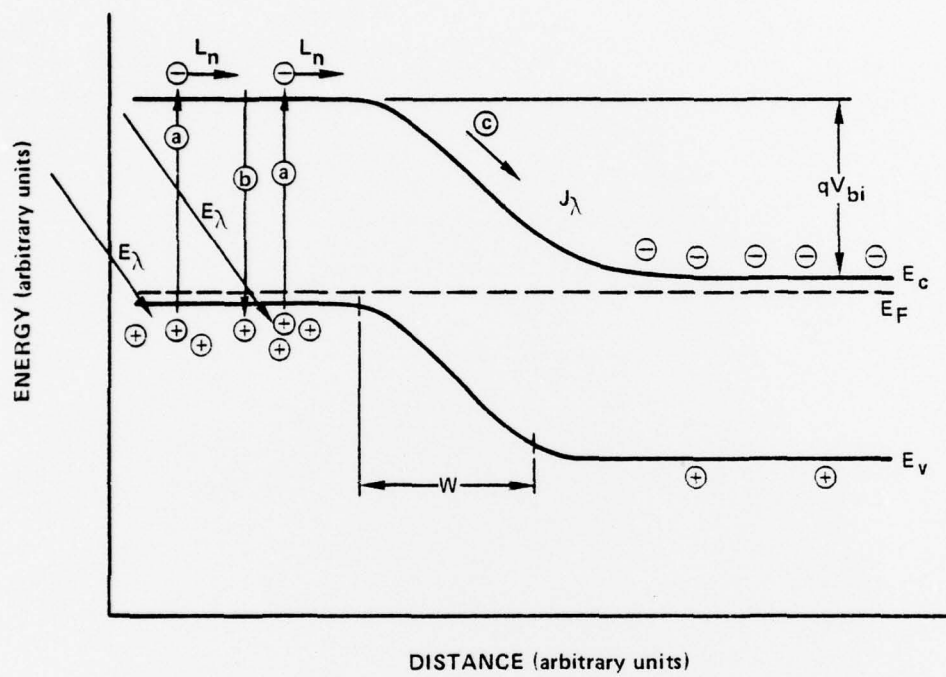 L_n
L_n
ⓐ
ⓑ
ⓐ
ⓒ
E_λ
E_λ
J_λ
qV_bi
E_c
E_F
E_v
W
ENERGY (arbitrary units)
DISTANCE (arbitrary units)